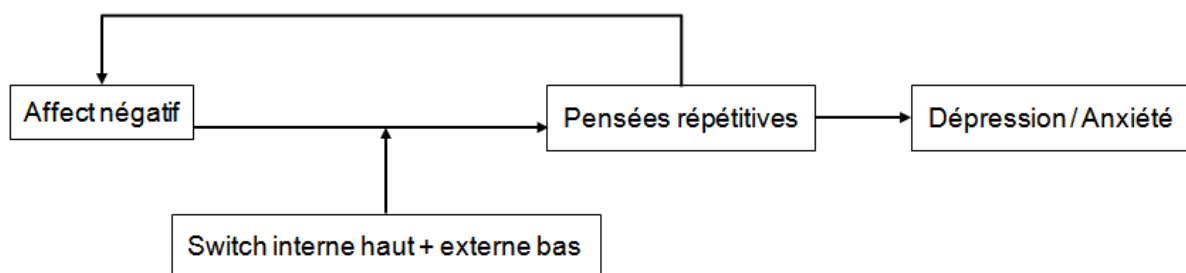 Affect négatif
Pensées répétitives
Dépression / Anxiété
Switch interne haut + externe bas